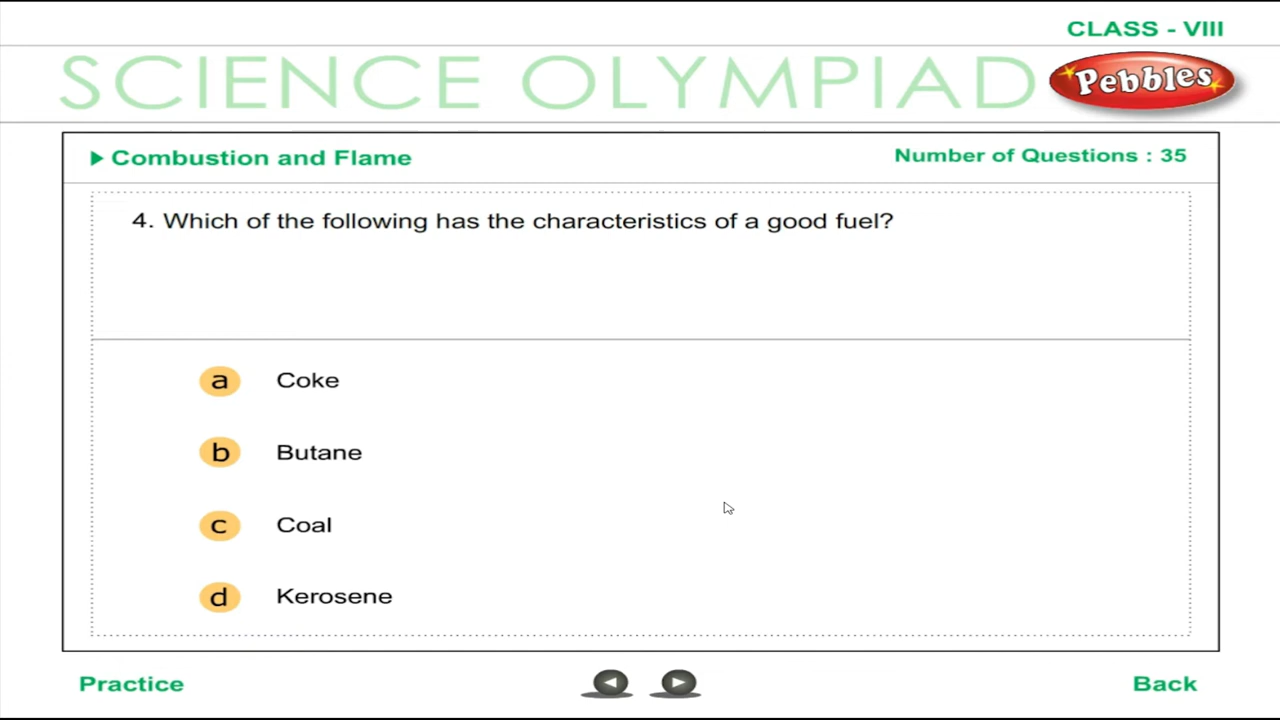 CLASS - VIII
SCIENCE OLYMPIAD
Pebbles
Combustion and Flame
Number of Questions : 35
4. Which of the following has the characteristics of a good fuel?
a Coke
b Butane
c Coal
d Kerosene
Practice
Back